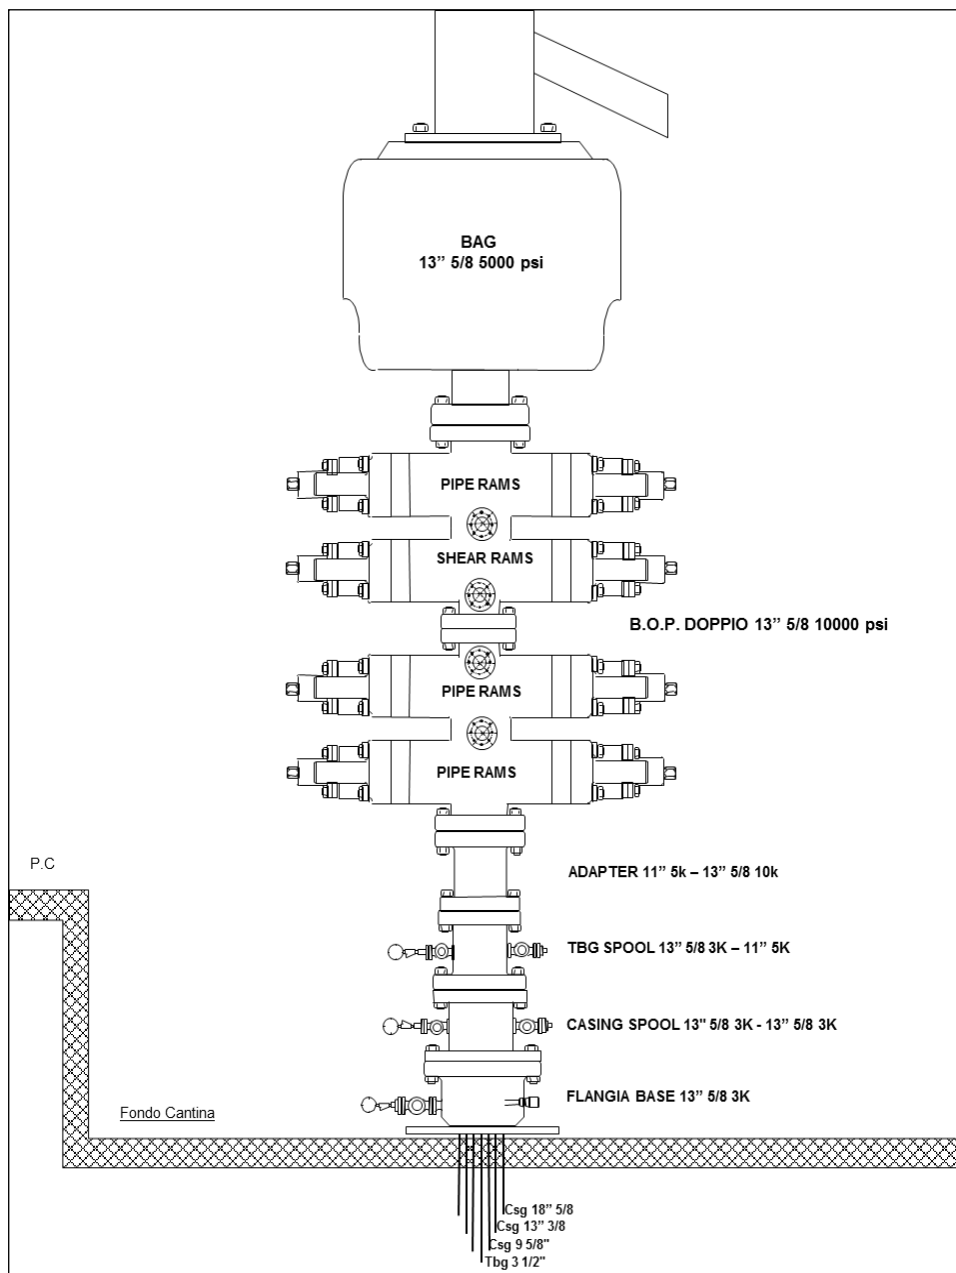 BAG
13” 5/8 5000 psi
PIPE RAMS
SHEAR RAMS
B.O.P. DOPPIO 13” 5/8 10000 psi
PIPE RAMS
PIPE RAMS
P.C
ADAPTER 11” 5k – 13” 5/8 10k
TBG SPOOL 13” 5/8 3K – 11” 5K
CASING SPOOL 13" 5/8 3K - 13” 5/8 3K
FLANGIA BASE 13” 5/8 3K
Fondo Cantina
Csg 18” 5/8
Csg 13” 3/8
Csg 9 5/8"
Tbg 3 1/2"